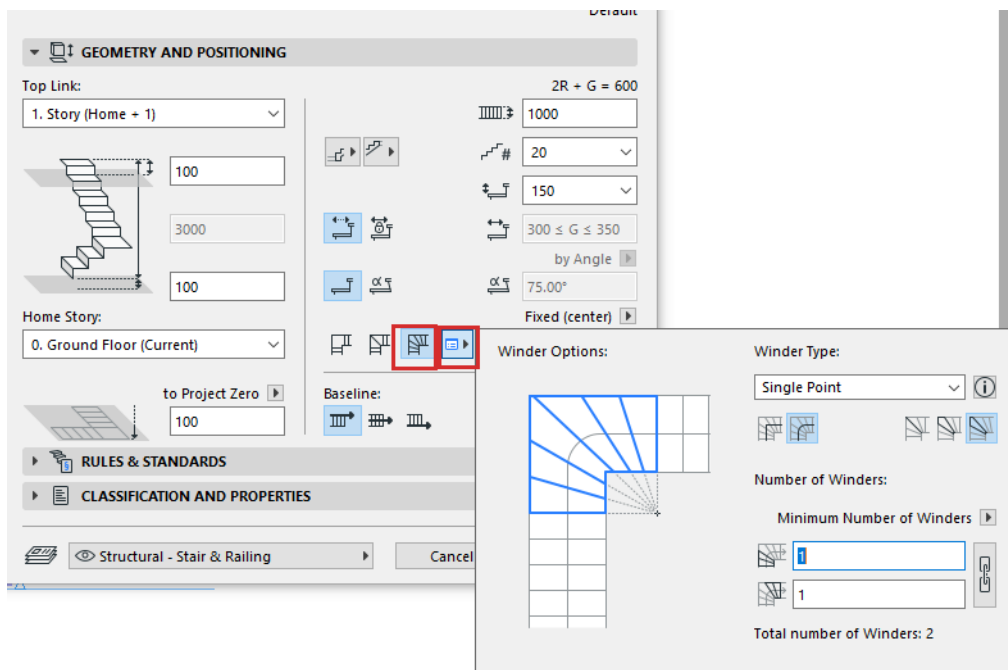 Default
GEOMETRY AND POSITIONING
Top Link:
2R + G = 600
1. Story (Home + 1)
1000
#
20
100
150
3000
300 ≤ G ≤ 350
by Angle
100
α
α
75.00°
Home Story:
Fixed (center)
0. Ground Floor (Current)
to Project Zero
Baseline:
100
RULES & STANDARDS
CLASSIFICATION AND PROPERTIES
Structural - Stair & Railing
Cancel
Winder Options:
Winder Type:
Single Point
Number of Winders:
Minimum Number of Winders
1
1
Total number of Winders: 2